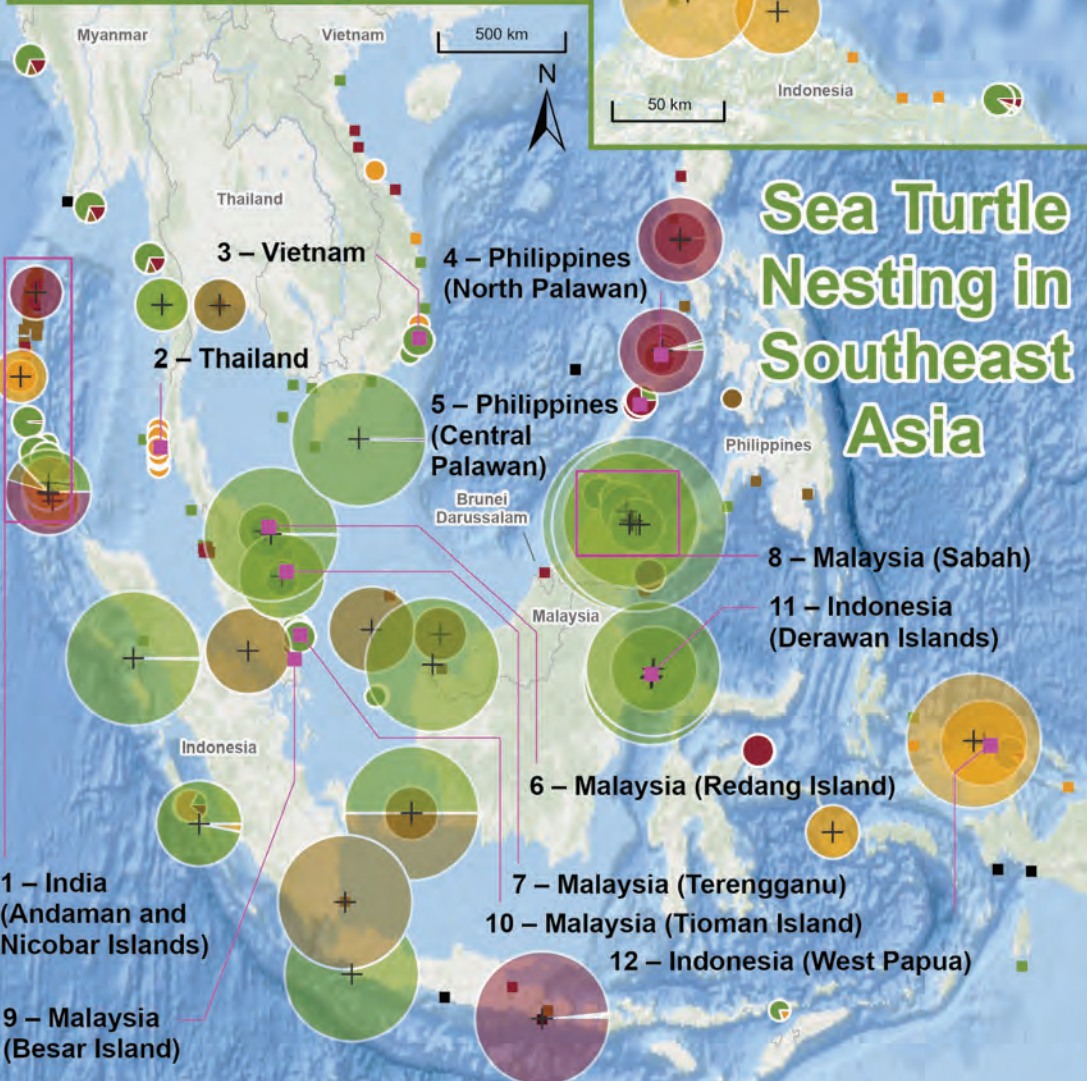 Myanmar
Vietnam
500 km
N
Indonesia
50 km
Thailand
Sea Turtle
Nesting in
Southeast
Asia
3 – Vietnam
4 – Philippines
(North Palawan)
2 – Thailand
5 – Philippines
(Central
Palawan)
Philippines
Brunei
Darussalam
8 – Malaysia (Sabah)
Malaysia
11 – Indonesia
(Derawan Islands)
Indonesia
6 – Malaysia (Redang Island)
1 – India
(Andaman and
Nicobar Islands)
7 – Malaysia (Terengganu)
10 – Malaysia (Tioman Island)
12 – Indonesia (West Papua)
9 – Malaysia
(Besar Island)